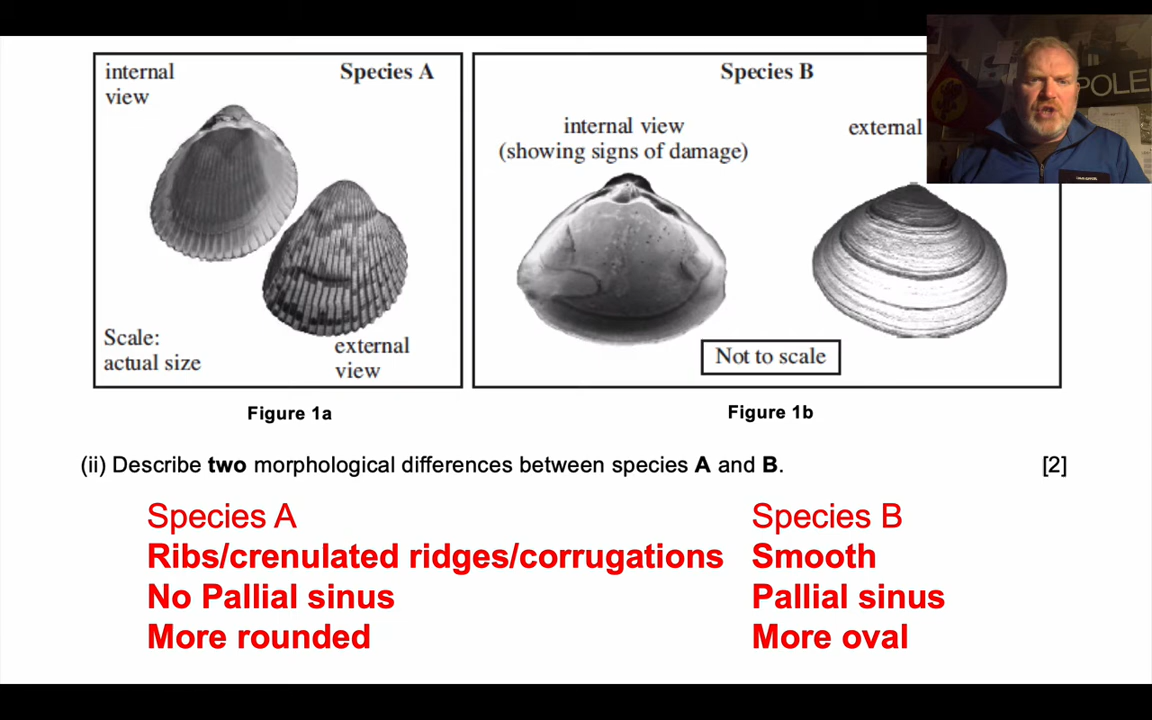 internal
view
Species A
Scale:
actual size
external
view
Species B
internal view
(showing signs of damage)
external
Not to scale
Figure 1a
Figure 1b
(ii) Describe two morphological differences between species A and B. [2]
Species A
Species B
Ribs/crenulated ridges/corrugations
Smooth
No Pallial sinus
Pallial sinus
More rounded
More oval